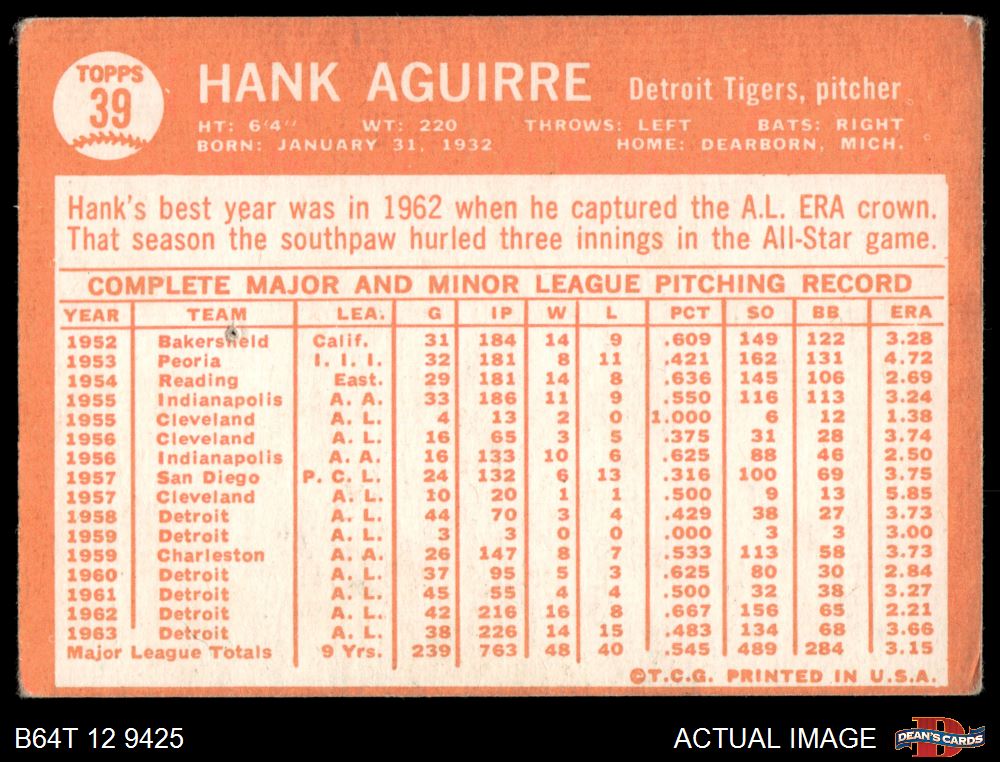 TOPPS
39
HANK AGUIRRE Detroit Tigers, pitcher
HT: 6'4" WT: 220 THROWS: LEFT BATS: RIGHT
BORN: JANUARY 31, 1932 HOME: DEARBORN, MICH.
Hank's best year was in 1962 when he captured the A.L. ERA crown.
That season the southpaw hurled three innings in the All-Star game.
COMPLETE MAJOR AND MINOR LEAGUE PITCHING RECORD
YEAR TEAM LEA. G IP W L PCT SO BB ERA
1952 Bakersfield Calif. 31 184 14 9 .609 149 122 3.28
1953 Peoria I. I. I. 32 181 8 11 .421 162 131 4.72
1954 Reading East. 29 181 14 8 .636 145 106 2.69
1955 Indianapolis A. A. 33 186 11 9 .550 116 113 3.24
1955 Cleveland A. L. 4 13 2 0 1.000 6 12 1.38
1956 Cleveland A. L. 16 65 3 5 .375 31 28 3.74
1956 Indianapolis A. A. 16 133 10 6 .625 88 46 2.50
1957 San Diego P. C. L. 24 132 6 13 .316 100 69 3.75
1957 Cleveland A. L. 10 20 1 1 .500 9 13 5.85
1958 Detroit A. L. 44 70 3 4 .429 38 27 3.73
1959 Detroit A. L. 3 3 0 0 .000 3 3 3.00
1959 Charleston A. A. 26 147 8 7 .533 113 58 3.73
1960 Detroit A. L. 37 95 5 3 .625 80 30 2.84
1961 Detroit A. L. 45 55 4 4 .500 32 38 3.27
1962 Detroit A. L. 42 216 16 8 .667 156 65 2.21
1963 Detroit A. L. 38 226 14 15 .483 134 68 3.66
Major League Totals 9 Yrs. 239 763 48 40 .545 489 284 3.15
©T.C.G. PRINTED IN U.S.A.
B64T 12 9425 ACTUAL IMAGE DEAN'S CARDS